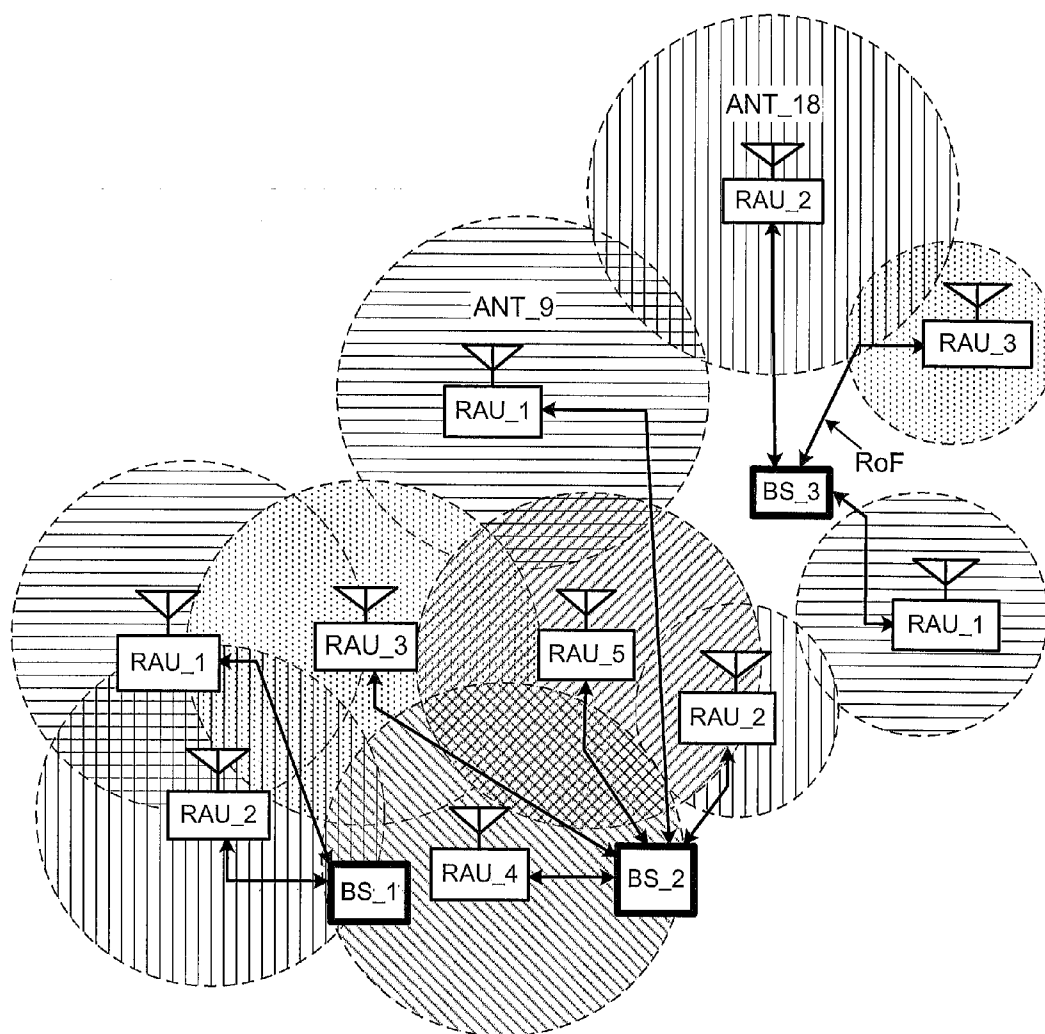 ANT_18
RAU_2
ANT_9
RAU_3
RAU_1
RoF
BS_3
RAU_1
RAU_3
RAU_5
RAU_1
RAU_2
RAU_2
RAU_4
BS_2
BS_1